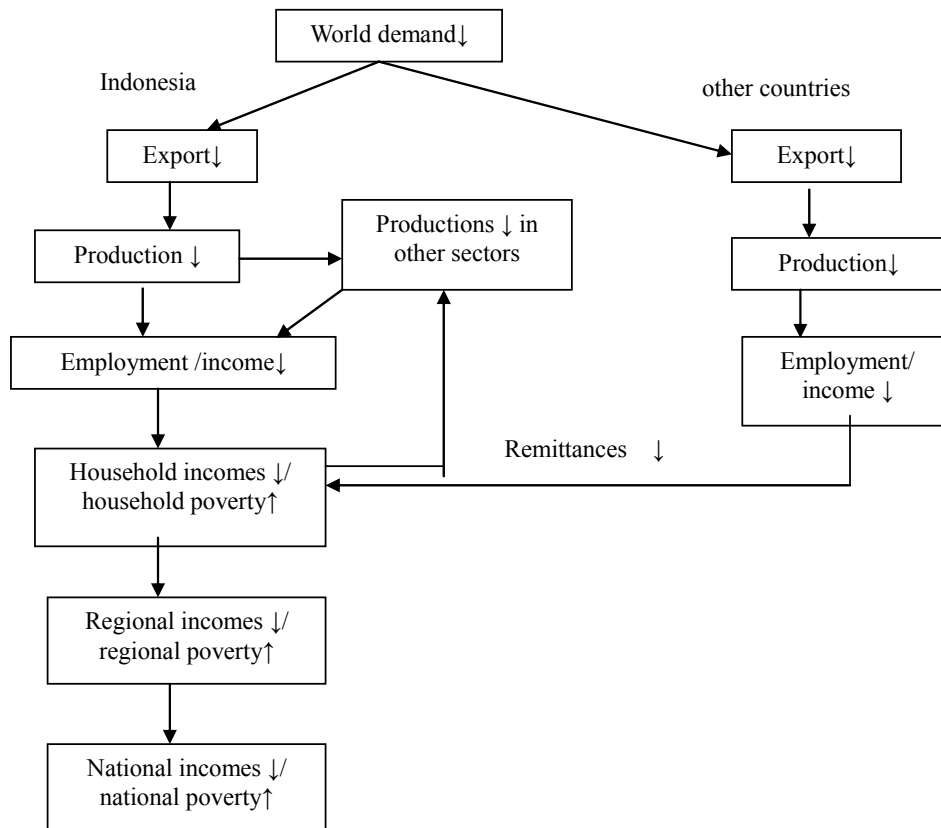 World demand↓
Indonesia
other countries
Export↓
Export↓
Productions ↓ in
other sectors
Production ↓
Production↓
Employment /income↓
Employment/
income ↓
Remittances ↓
Household incomes ↓/
household poverty↑
Regional incomes ↓/
regional poverty↑
National incomes ↓/
national poverty↑